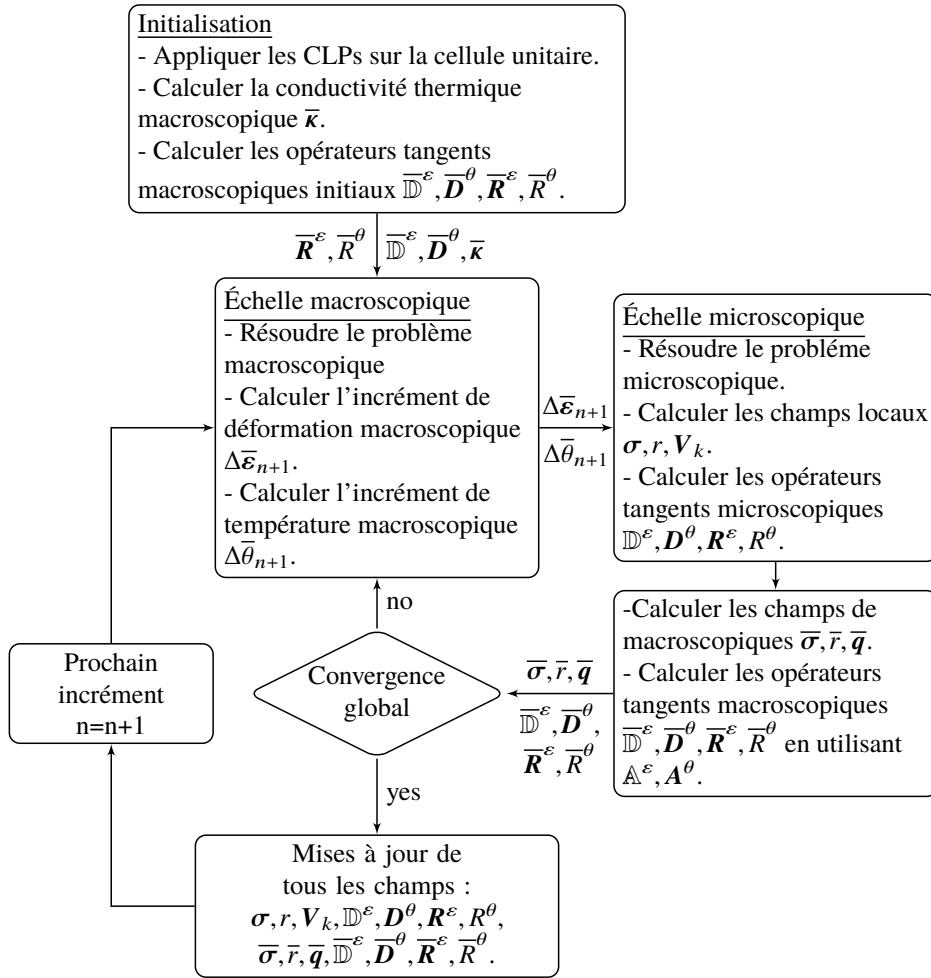 Initialisation
- Appliquer les CLPs sur la cellule unitaire.
- Calculer la conductivité thermique
macroscopique κ̅.
- Calculer les opérateurs tangents
macroscopiques initiaux 𝔻̅^ε, D̅^θ, R̅^ε, R̅^θ.
R̅^ε, R̅^θ
𝔻̅^ε, D̅^θ, κ̅
Échelle macroscopique
- Résoudre le problème
macroscopique
- Calculer l'incrément de
déformation macroscopique
Δε̅_{n+1}.
- Calculer l'incrément de
température macroscopique
Δθ̅_{n+1}.
Δε̅_{n+1}
Δθ̅_{n+1}
Échelle microscopique
- Résoudre le probléme
microscopique.
- Calculer les champs locaux
σ, r, V_k.
- Calculer les opérateurs
tangents microscopiques
𝔻^ε, D^θ, R^ε, R^θ.
-Calculer les champs de
macroscopiques σ̅, r̅, q̅.
- Calculer les opérateurs
tangents macroscopiques
𝔻̅^ε, D̅^θ, R̅^ε, R̅^θ en utilisant
𝔸^ε, A^θ.
σ̅, r̅, q̅
𝔻̅^ε, D̅^θ,
R̅^ε, R̅^θ
no
Convergence
global
yes
Mises à jour de
tous les champs :
σ, r, V_k, 𝔻^ε, D^θ, R^ε, R^θ,
σ̅, r̅, q̅, 𝔻̅^ε, D̅^θ, R̅^ε, R̅^θ.
Prochain
incrément
n=n+1